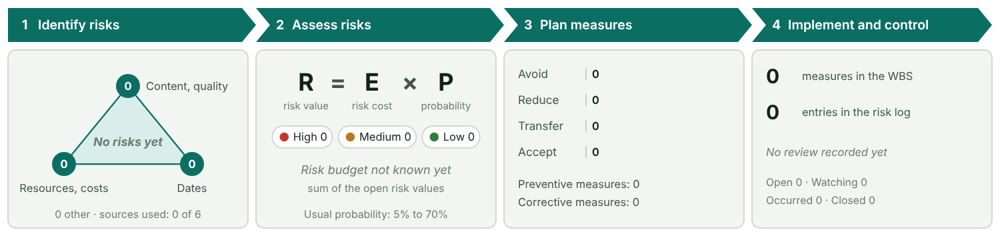 1 Identify risks
0 Content, quality
No risks yet
0 0
Resources, costs Dates
0 other · sources used: 0 of 6
2 Assess risks
R = E × P
risk value risk cost probability
High 0 Medium 0 Low 0
Risk budget not known yet
sum of the open risk values
Usual probability: 5% to 70%
3 Plan measures
Avoid 0
Reduce 0
Transfer 0
Accept 0
Preventive measures: 0
Corrective measures: 0
4 Implement and control
0 measures in the WBS
0 entries in the risk log
No review recorded yet
Open 0 · Watching 0
Occurred 0 · Closed 0